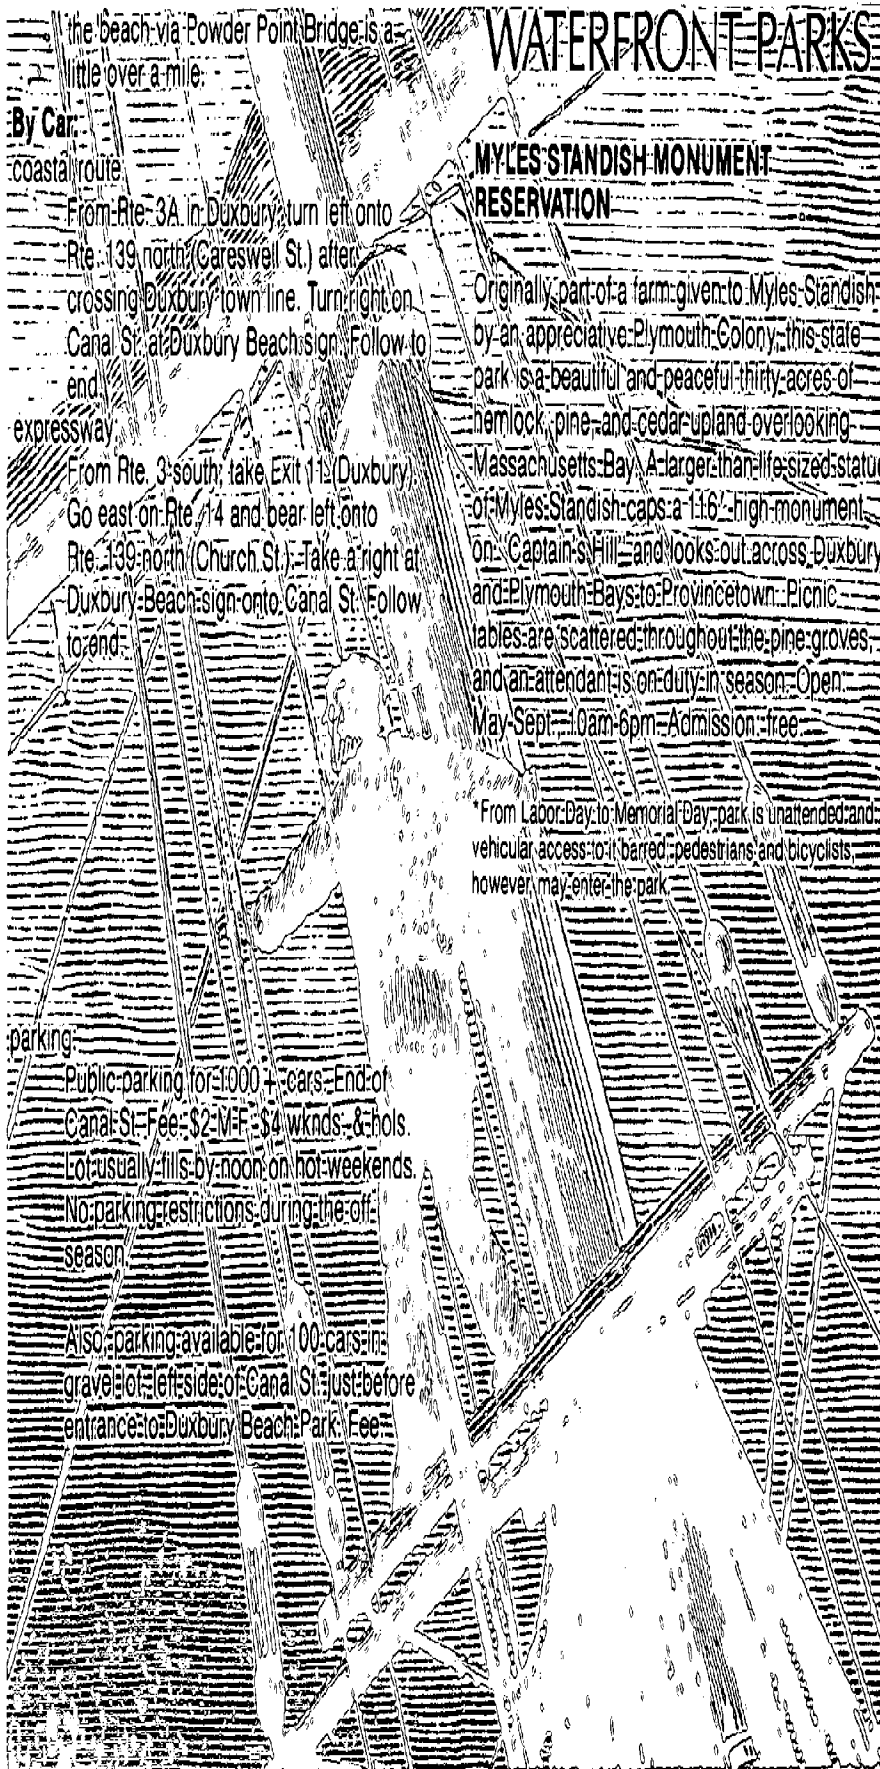 the beach via Powder Point Bridge is a
little over a mile.
By Car:
coastal route:
From Rte. 3A in Duxbury, turn left onto
Rte. 139 north (Careswell St.) after
crossing Duxbury town line. Turn right on
Canal St. at Duxbury Beach sign. Follow to
end.
expressway:
From Rte. 3 south, take Exit 11 (Duxbury).
Go east on Rte. 14 and bear left onto
Rte. 139 north (Church St.). Take a right at
Duxbury Beach sign onto Canal St. Follow
to end.
parking:
Public parking for 1000 + cars. End of
Canal St. Fee: $2 M-F, $4 wknds. & hols.
Lot usually fills by noon on hot weekends.
No parking restrictions during the off-
season.
Also, parking available for 100 cars in
gravel lot, left side of Canal St. just before
entrance to Duxbury Beach Park. Fee.
WATERFRONT PARKS
MYLES STANDISH MONUMENT
RESERVATION
Originally part of a farm given to Myles Standish
by an appreciative Plymouth Colony, this state
park is a beautiful and peaceful thirty acres of
hemlock, pine, and cedar upland overlooking
Massachusetts Bay. A larger than life-sized statue
of Myles Standish caps a 116' high monument
on "Captain's Hill" and looks out across Duxbury
and Plymouth Bays to Provincetown. Picnic
tables are scattered throughout the pine groves,
and an attendant is on duty in season. Open:
May-Sept., 10am-6pm. Admission: free.
*From Labor Day to Memorial Day, park is unattended and
vehicular access to it barred; pedestrians and bicyclists,
however may enter the park.